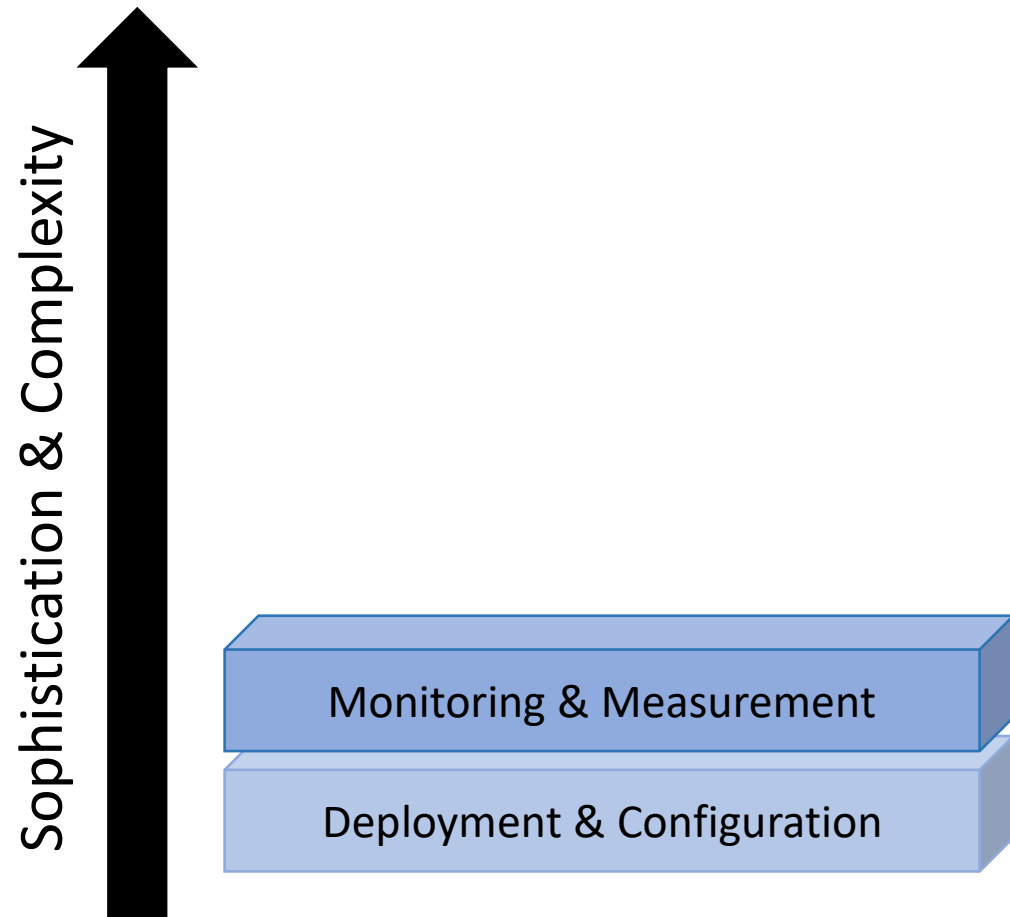 Sophistication & Complexity
Monitoring & Measurement
Deployment & Configuration